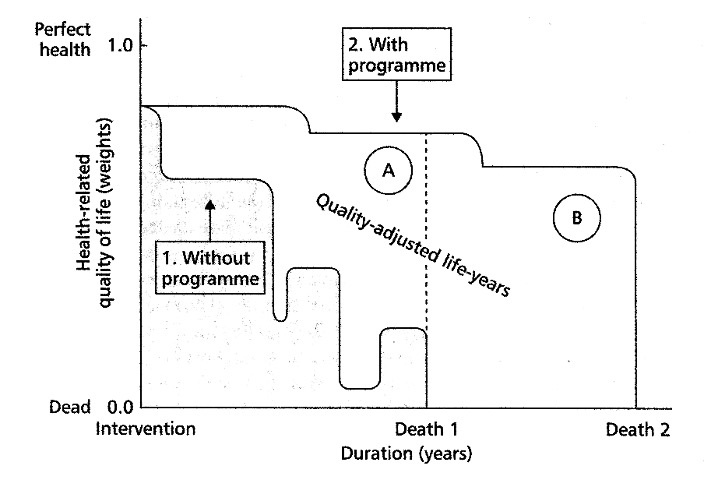 Perfect
health
1.0
2. With
programme
Health-related
quality of life (weights)
A
Quality-adjusted life-years
B
1. Without
programme
Dead
0.0
Intervention
Death 1
Death 2
Duration (years)